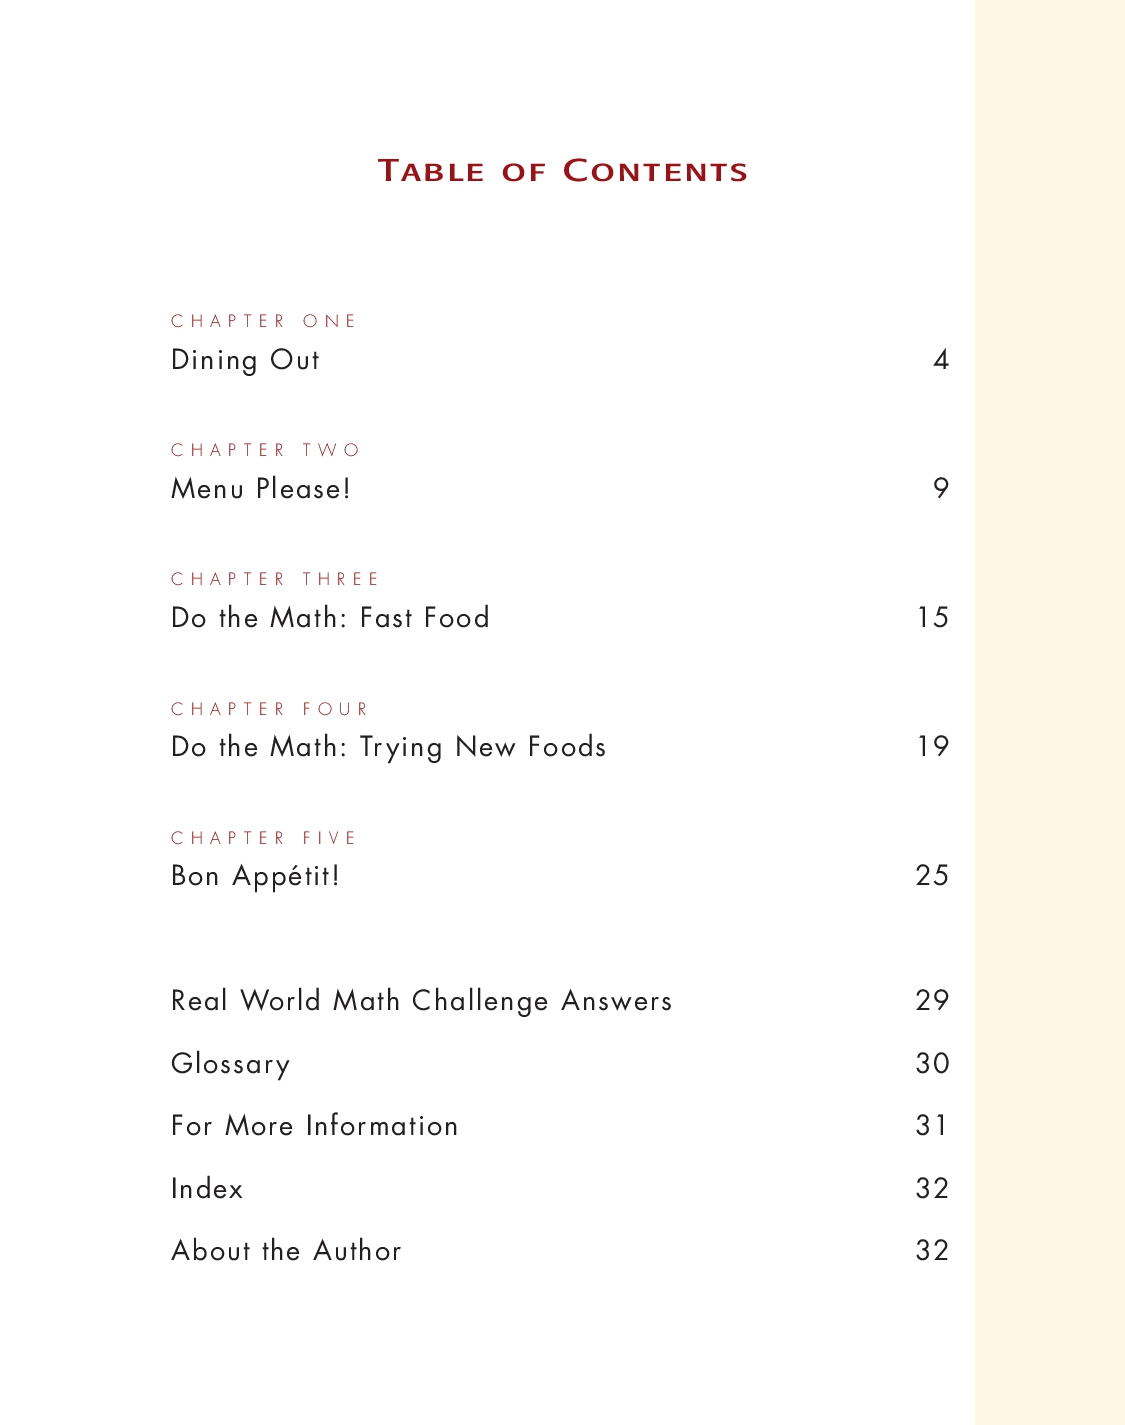 Table of Contents
CHAPTER ONE
Dining Out 4
CHAPTER TWO
Menu Please! 9
CHAPTER THREE
Do the Math: Fast Food 15
CHAPTER FOUR
Do the Math: Trying New Foods 19
CHAPTER FIVE
Bon Appétit! 25
Real World Math Challenge Answers 29
Glossary 30
For More Information 31
Index 32
About the Author 32